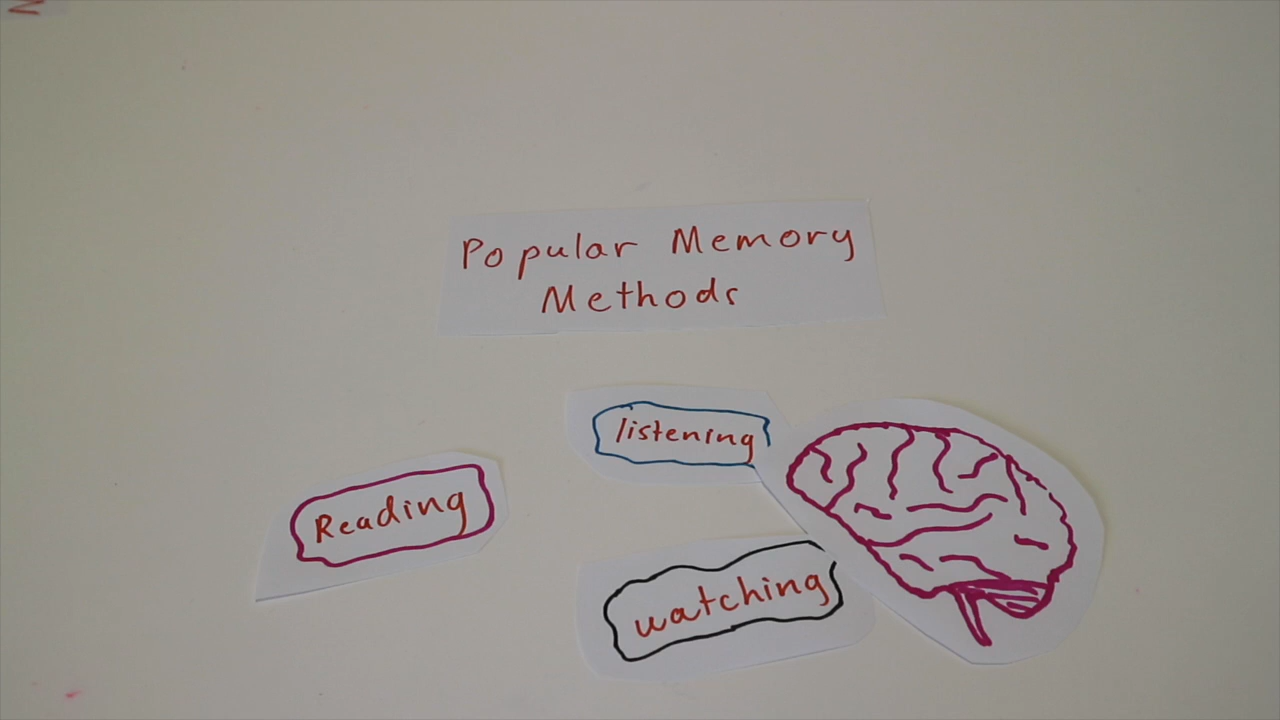 Popular Memory
Methods
listening
Reading
watching